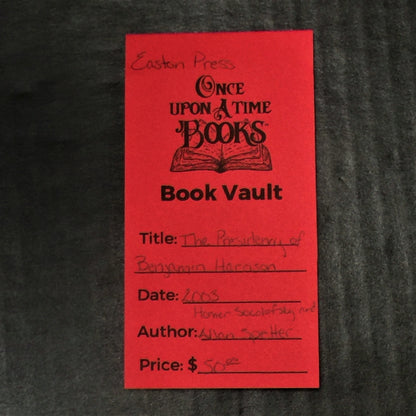 Easton Press
ONCE
UPON A TIME
BOOKS
Book Vault
Title: The Presidency of
Benjamin Harrison
Date: 2003
Homer Socolofsky and
Author: Allan Spetter
Price: $ 50.00